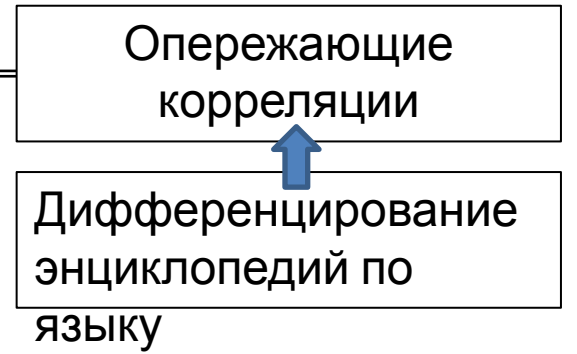 Опережающие
корреляции
Дифференцирование
энциклопедий по
языку